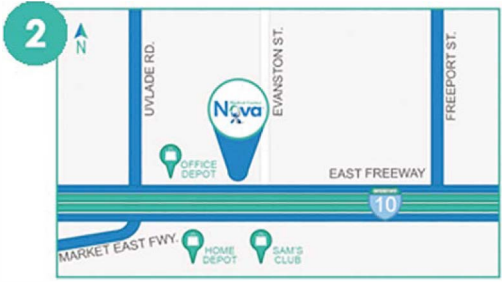 2
N
UVLADE RD.
EVANSTON ST.
FREEPORT ST.
Nova
OFFICE
DEPOT
EAST FREEWAY
10
MARKET EAST FWY.
HOME
DEPOT
SAM'S
CLUB